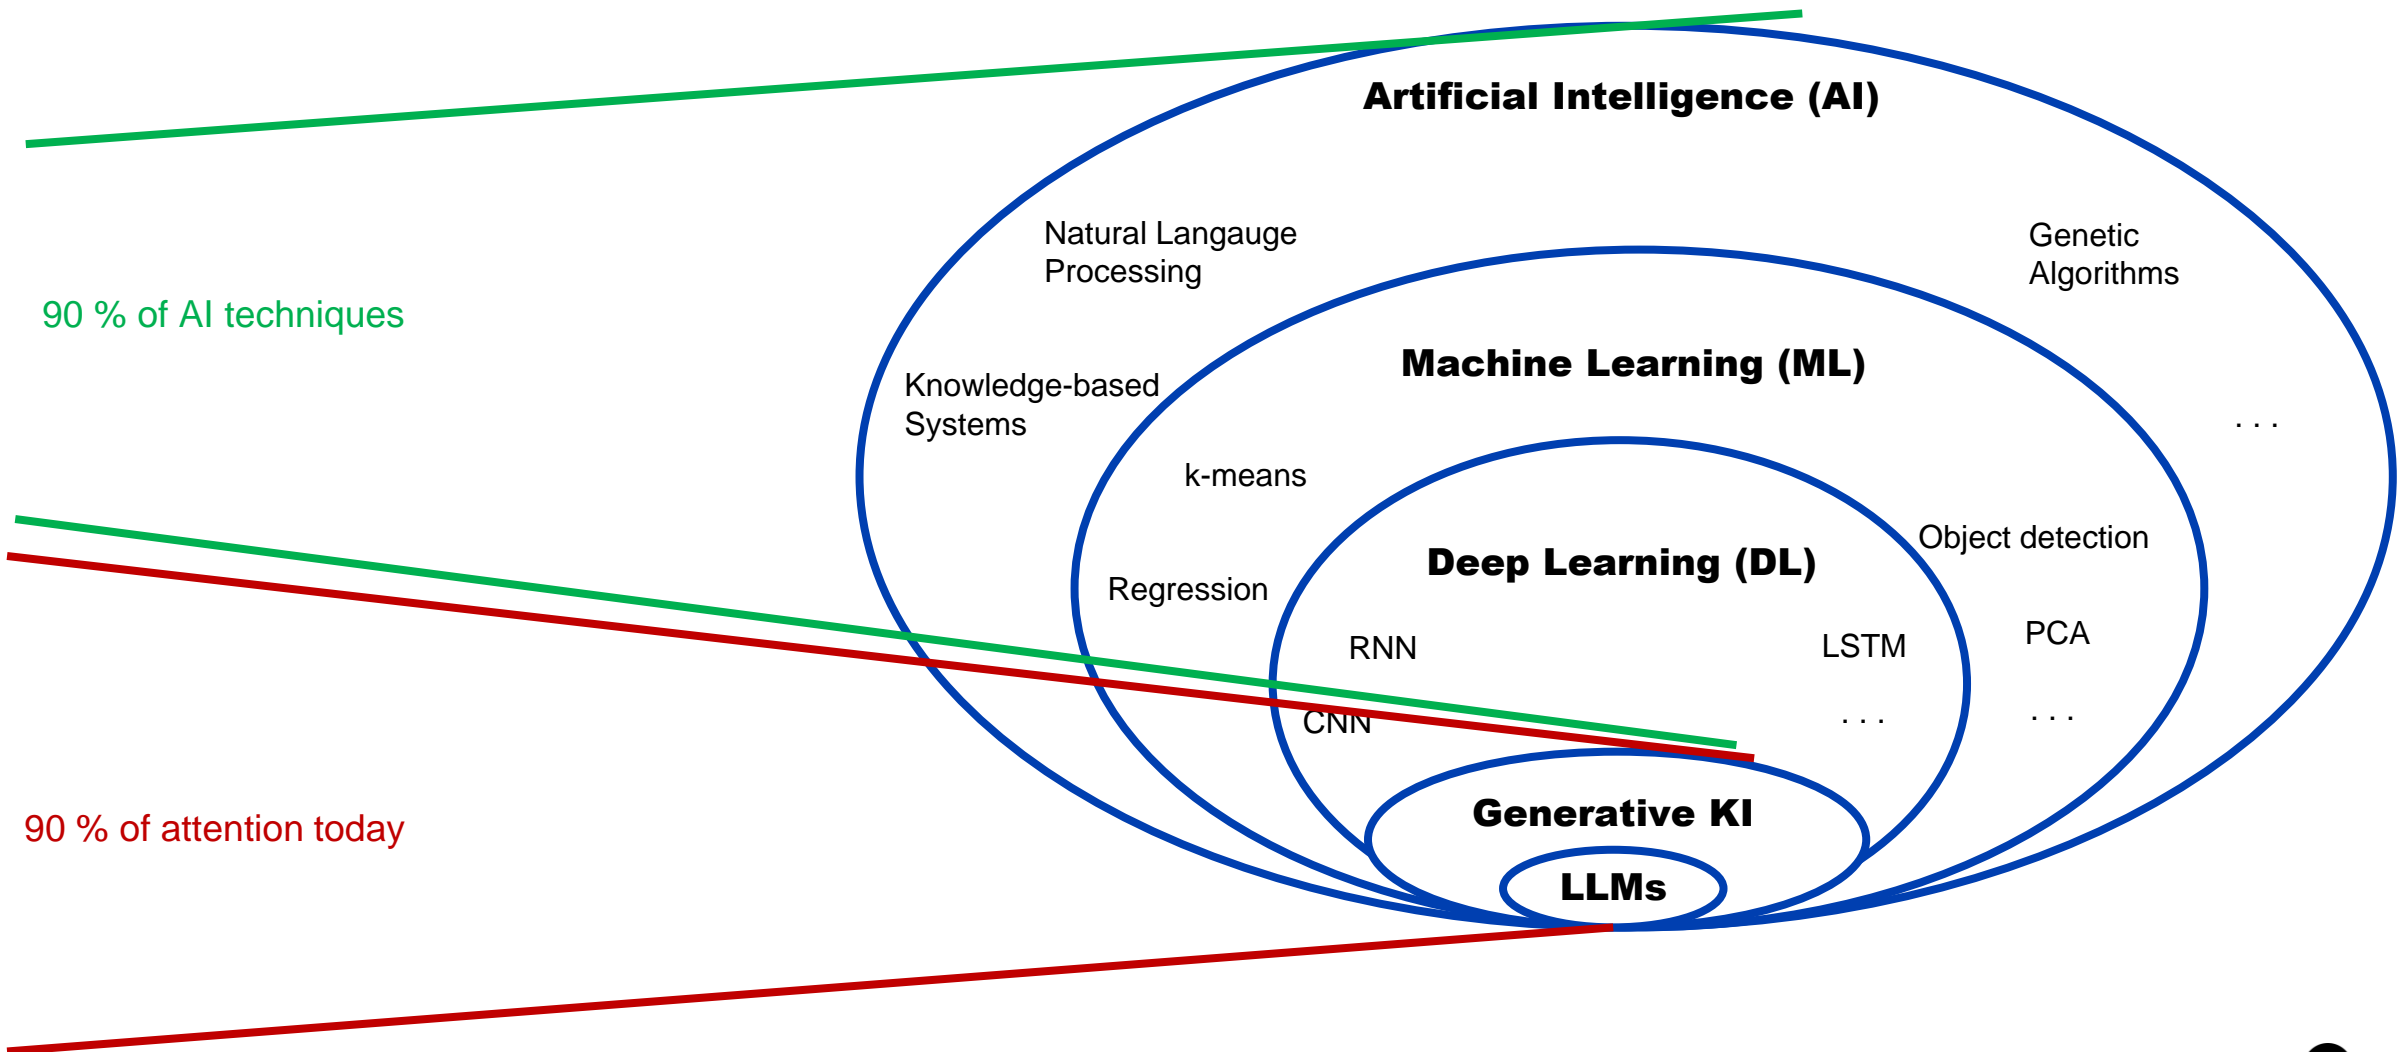 Artificial Intelligence (AI)
Natural Langauge
Processing
Genetic
Algorithms
90 % of AI techniques
Machine Learning (ML)
Knowledge-based
Systems
. . .
k-means
Object detection
Deep Learning (DL)
Regression
RNN
LSTM
PCA
CNN
. . .
. . .
Generative KI
90 % of attention today
LLMs